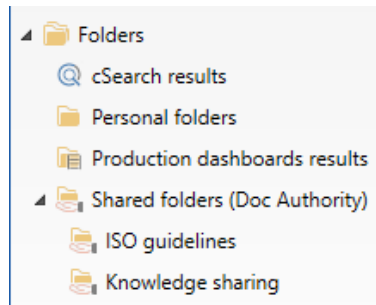 Folders
cSearch results
Personal folders
Production dashboards results
Shared folders (Doc Authority)
ISO guidelines
Knowledge sharing